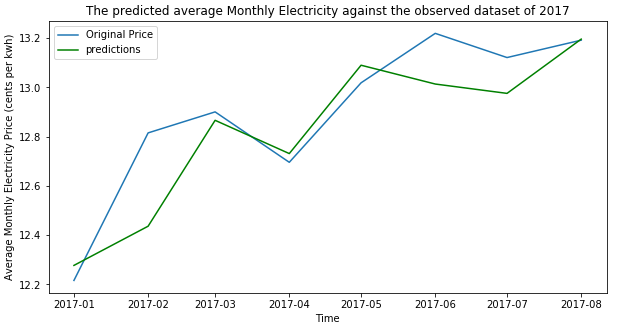 The predicted average Monthly Electricity against the observed dataset of 2017
Original Price
predictions
Average Monthly Electricity Price (cents per kwh)
13.2
13.0
12.8
12.6
12.4
12.2
2017-01 2017-02 2017-03 2017-04 2017-05 2017-06 2017-07 2017-08
Time